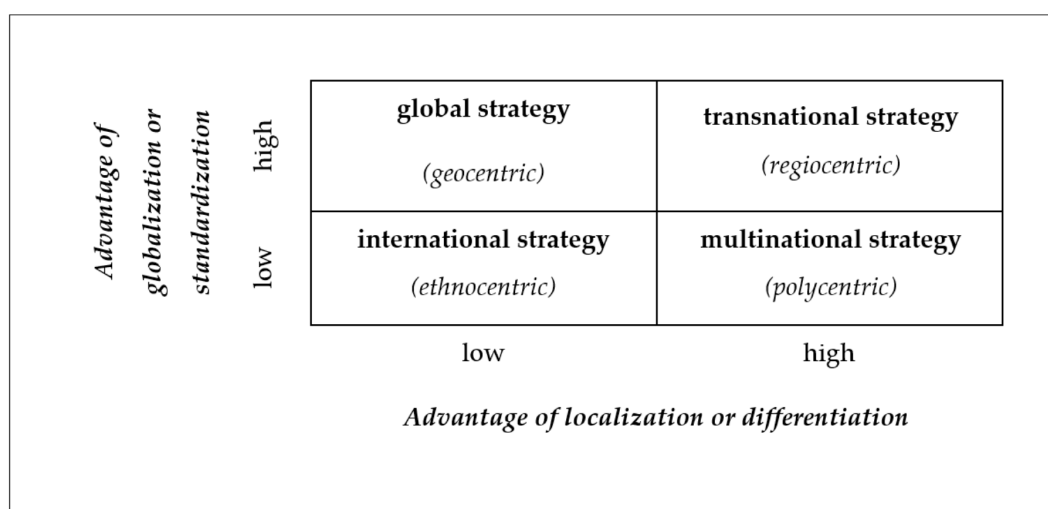 Advantage of
globalization or
standardization
high
low
global strategy
(geocentric)
transnational strategy
(regiocentric)
international strategy
(ethnocentric)
multinational strategy
(polycentric)
low
high
Advantage of localization or differentiation